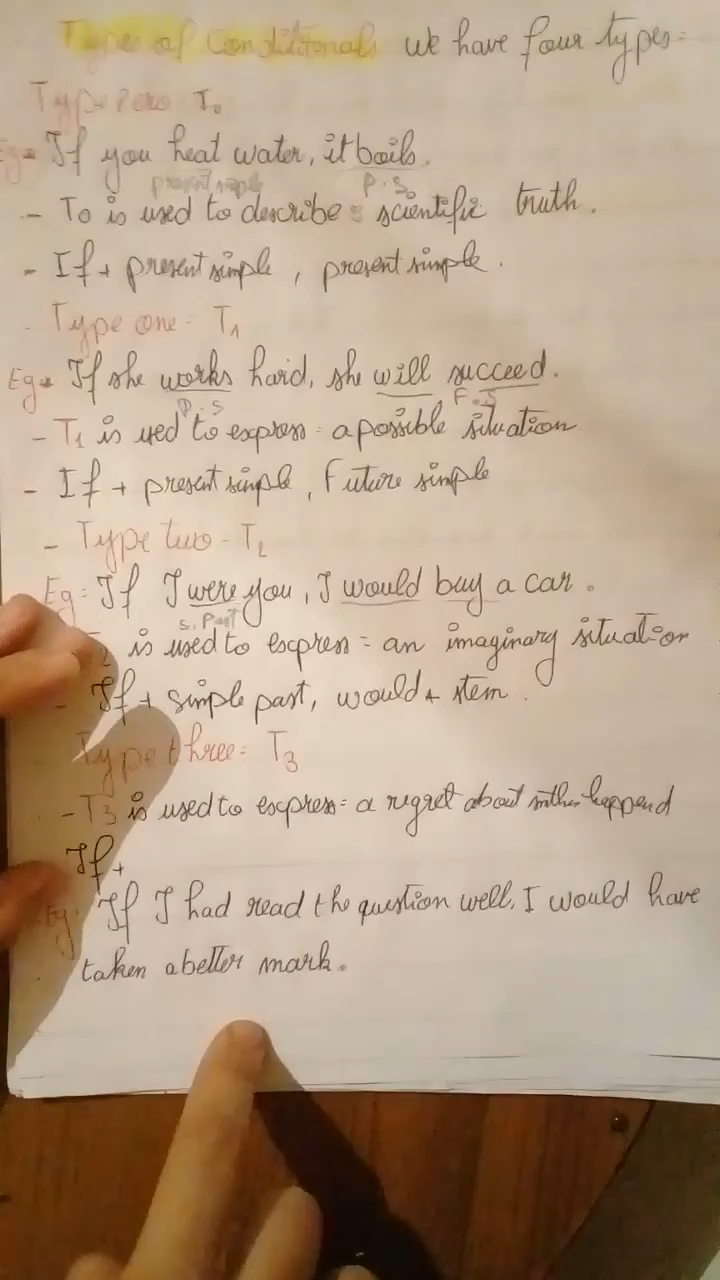 Types of Conditionals we have four types=
Type Zero T0
Eg= If you heat water, it boils.
present simple P.S
- T0 is used to describe = scientific truth.
- If + present simple, present simple.
- Type one = T1
Eg= If she works hard, she will succeed.
P.S F.S
- T1 is used to express = a possible situation
- If + present simple, Future simple
- Type two - T2
Eg= If I were you, I would buy a car.
S. Past
2 is used to express = an imaginary situation
- If + simple past, would + stem.
Type three = T3
- T3 is used to express = a regret about happend
If +
Eg: If I had read the question well, I would have
taken a better mark.